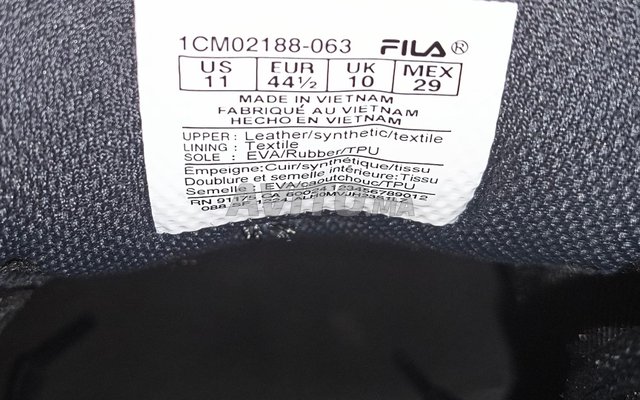 1CM02188-063 FILA®
US EUR UK MEX
11 44½ 10 29
MADE IN VIETNAM
FABRIQUÉ AU VIETNAM
HECHO EN VIETNAM
UPPER : Leather/synthetic/textile
LINING : Textile
SOLE : EVA/Rubber/TPU
Empeigne:Cuir/synthétique/tissu
Doublure et semelle intérieure:Tissu
Semelle : EVA/caoutchouc/TPU
AVITO.MA